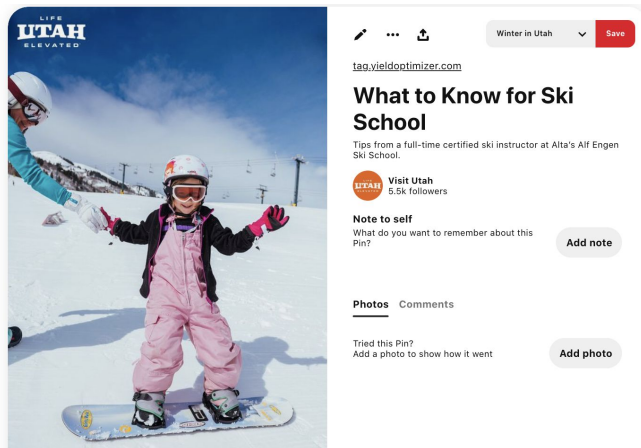 LIFE
UTAH
ELEVATED
Winter in Utah
Save
tag.yieldoptimizer.com
What to Know for Ski
School
Tips from a full-time certified ski instructor at Alta's Alf Engen
Ski School.
LIFE
UTAH
ELEVATED
Visit Utah
5.5k followers
Note to self
What do you want to remember about this
Pin?
Add note
Photos Comments
Tried this Pin?
Add a photo to show how it went
Add photo